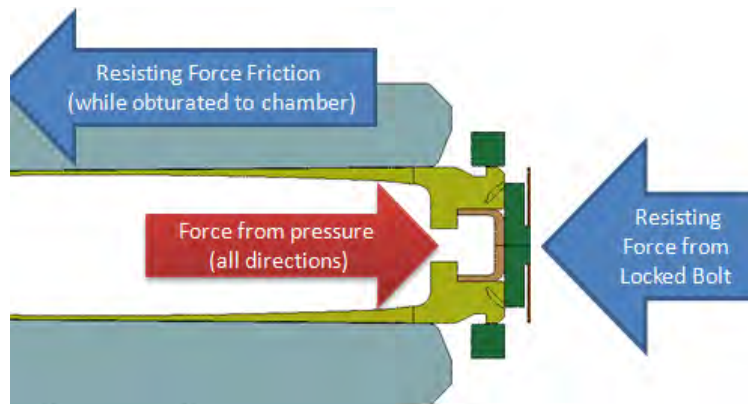 Resisting Force Friction
(while obturated to chamber)
Force from pressure
(all directions)
Resisting
Force from
Locked Bolt